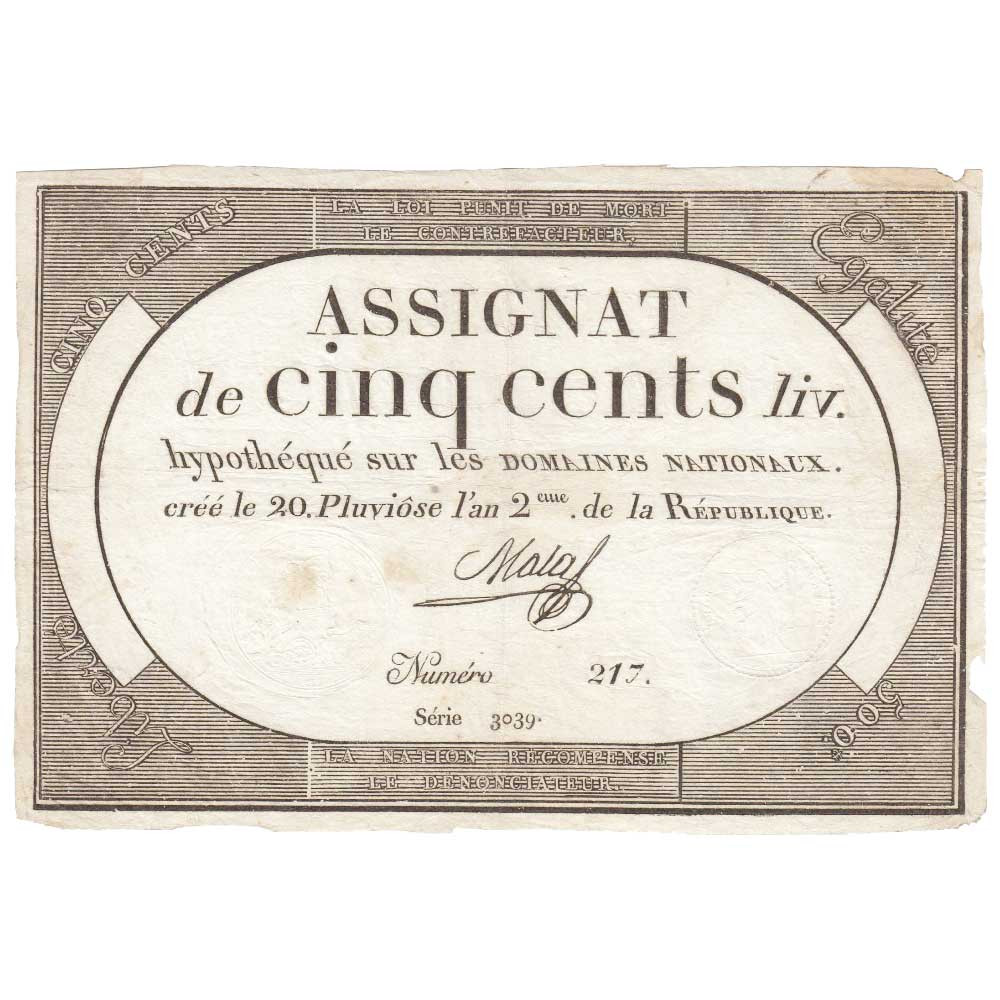 CINQ CENTS
LA LOI PUNIT DE MORT
LE CONTREFACTEUR.
Egalité
ASSIGNAT
de cinq cents liv.
hypothéqué sur les DOMAINES NATIONAUX.
créé le 20. Pluviôse l'an 2eme. de la RÉPUBLIQUE.
Numéro 217.
Série 3039.
Liberté
500.
LA NATION RÉCOMPENSE
LE DÉNONCIATEUR.